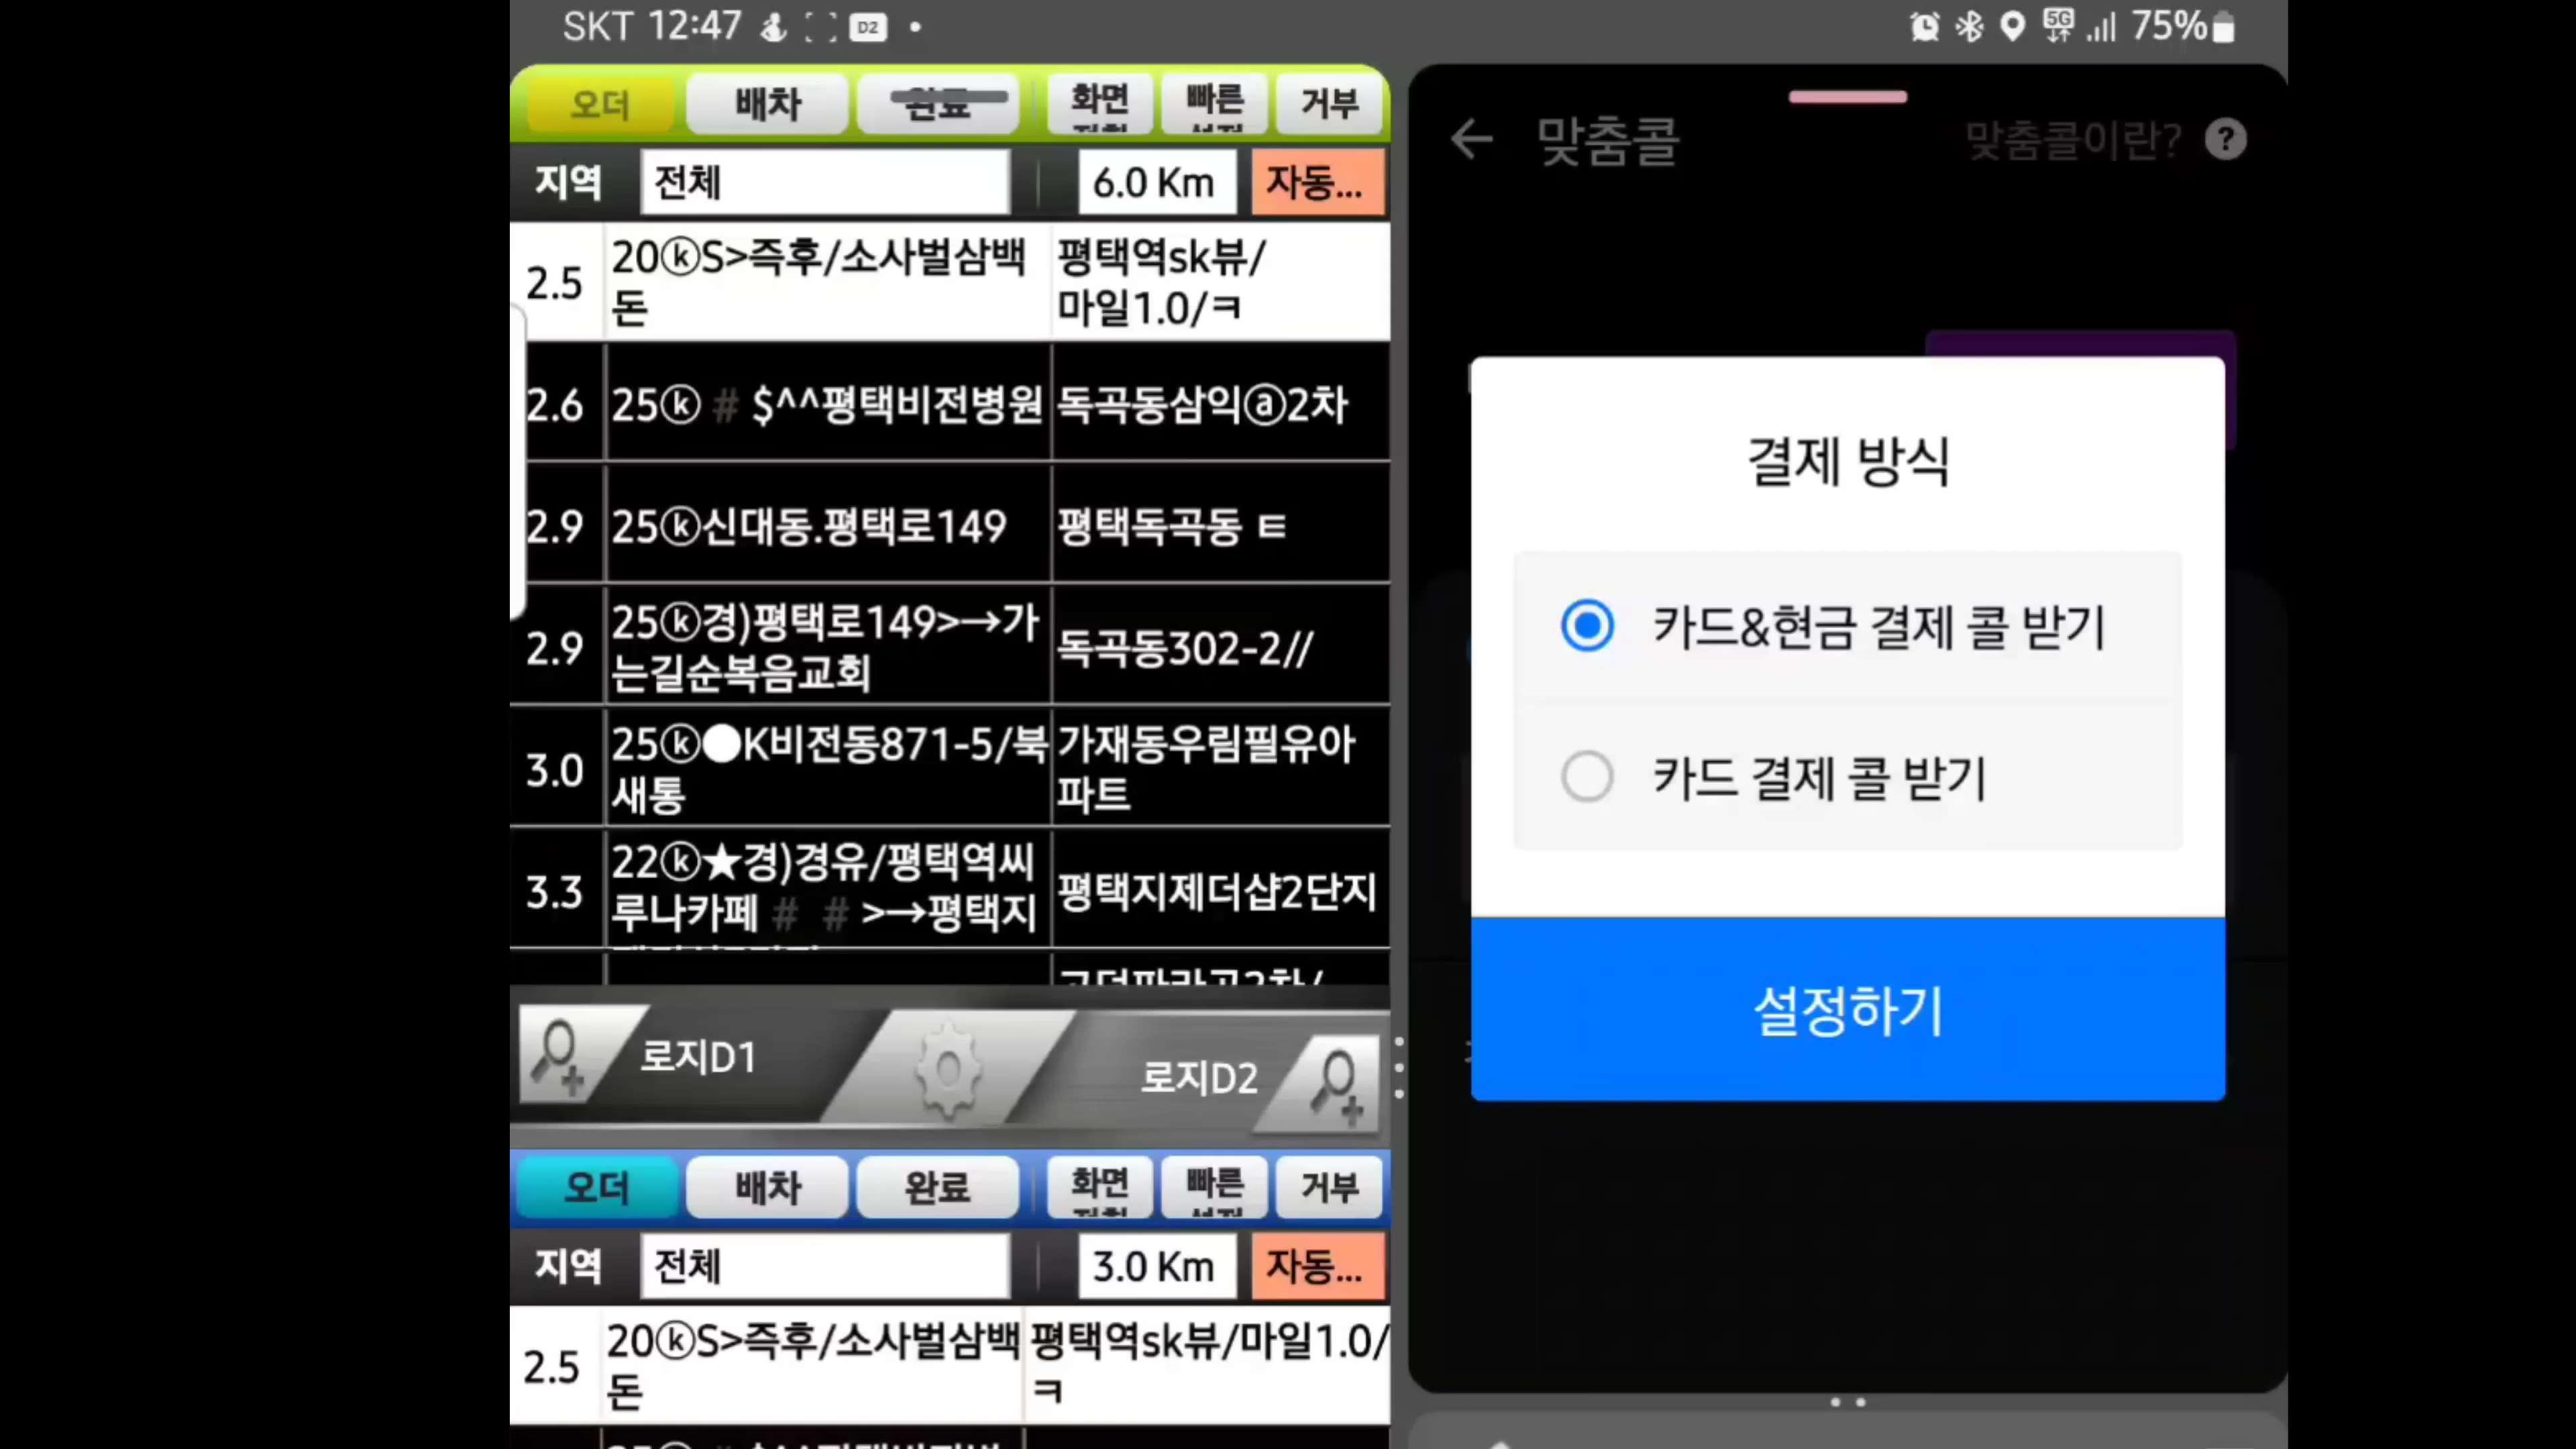 SKT 12:47 D2
5G 75%
오더 배차 완료 화면 빠른 거부
지역 전체 6.0 Km 자동...
2.5 20ⓚS>즉후/소사벌삼백 평택역sk뷰/
돈 마일1.0/ㅋ
2.6 25ⓚ # $^^평택비전병원 독곡동삼익ⓐ2차
2.9 25ⓚ신대동.평택로149 평택독곡동 ㅌ
2.9 25ⓚ경)평택로149>→가 독곡동302-2//
는길순복음교회
3.0 25ⓚ●K비전동871-5/북 가재동우림필유아
새통 파트
3.3 22ⓚ★경)경유/평택역씨 평택지제더샵2단지
루나카페 # # >→평택지
로지D1
로지D2
오더 배차 완료 화면 빠른 거부
지역 전체 3.0 Km 자동...
2.5 20ⓚS>즉후/소사벌삼백 평택역sk뷰/마일1.0/
돈 ㅋ
맞춤콜 맞춤콜이란? ?
결제 방식
카드&현금 결제 콜 받기
카드 결제 콜 받기
설정하기